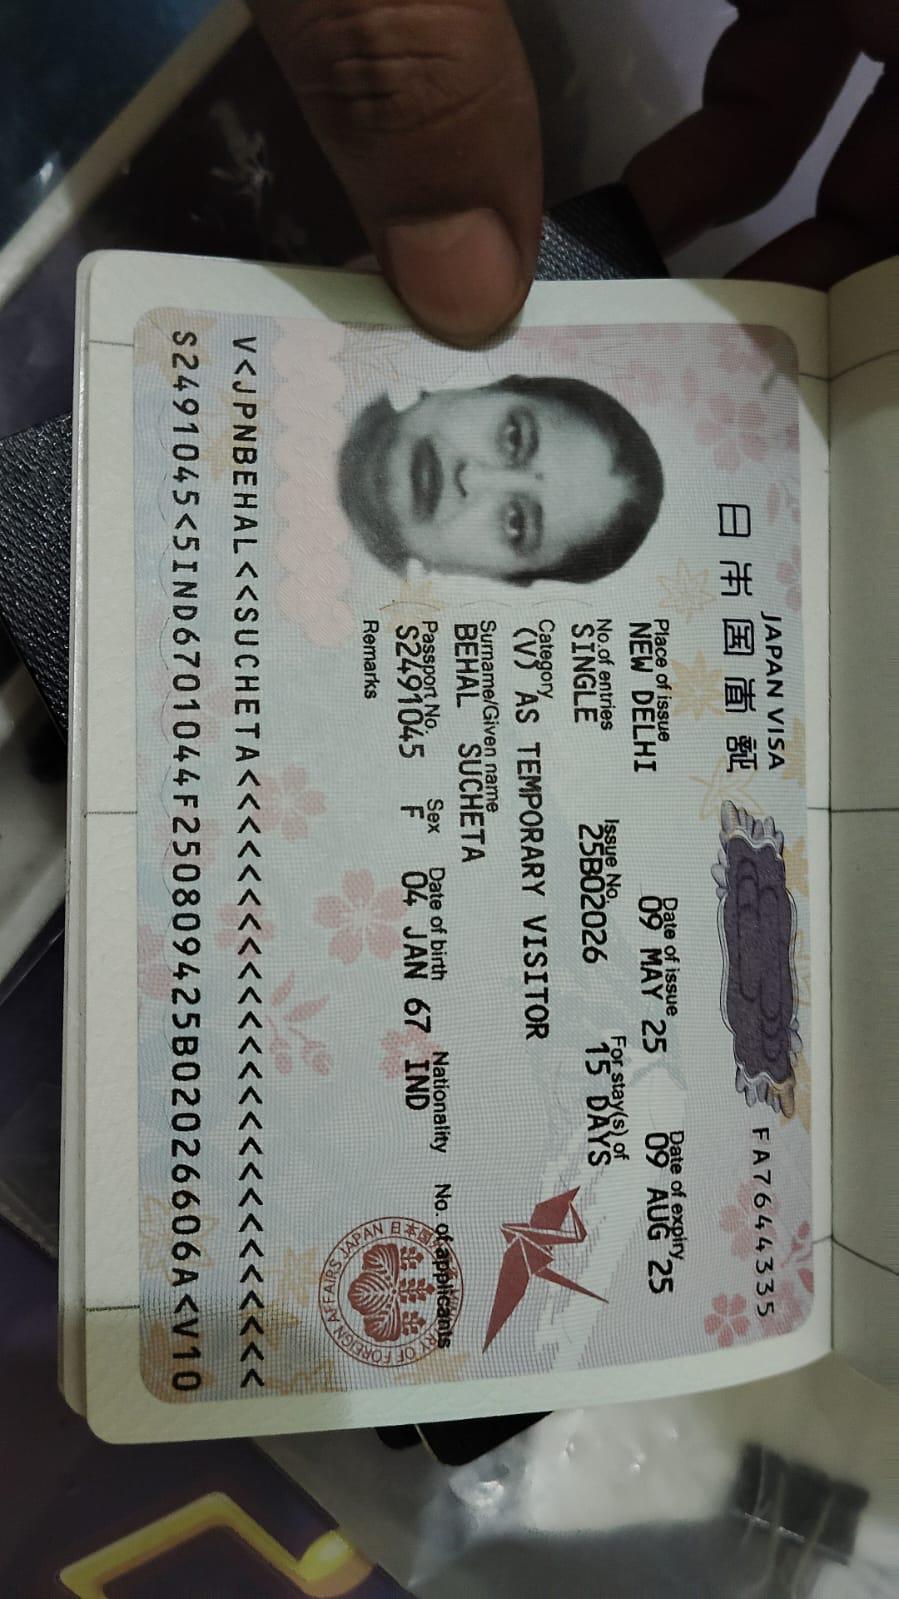 JAPAN VISA
日本国査証
FA7644335
Place of issue Date of issue Date of expiry
NEW DELHI 09 MAY 25 09 AUG 25
No.of entries Issue No. For stay(s) of
SINGLE 25B02026 15 DAYS
Category
(V) AS TEMPORARY VISITOR
Surname/Given name
BEHAL SUCHETA
Passport No. Sex Date of birth Nationality No. of applicants
S2491045 F 04 JAN 67 IND
Remarks
V<JPNBEHAL<<SUCHETA<<<<<<<<<<<<<<<<<<<<<<<<<
S2491045<5IND6701044F250809425B02026606A<V10